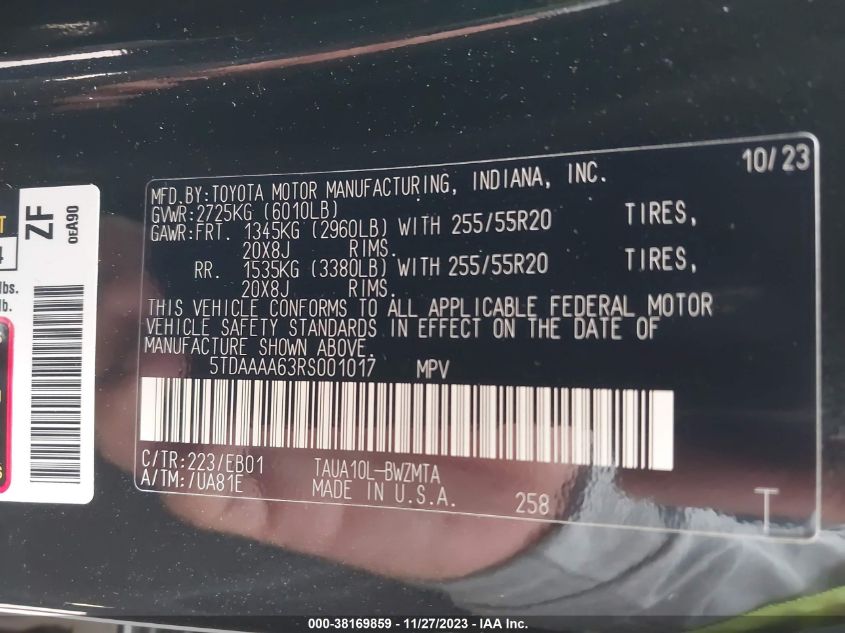 10/23
MFD.BY:TOYOTA MOTOR MANUFACTURING, INDIANA, INC.
GVWR:2725KG (6010LB)
GAWR:FRT. 1345KG (2960LB) WITH 255/55R20 TIRES,
20X8J RIMS.
RR. 1535KG (3380LB) WITH 255/55R20 TIRES,
20X8J RIMS.
THIS VEHICLE CONFORMS TO ALL APPLICABLE FEDERAL MOTOR
VEHICLE SAFETY STANDARDS IN EFFECT ON THE DATE OF
MANUFACTURE SHOWN ABOVE.
5TDAAAA63RS001017 MPV
C/TR:223/EB01 TAUA10L-BWZMTA
A/TM:/UA81E MADE IN U.S.A. 258
T
ZF
0EA90
lbs.
lb.
000-38169859 - 11/27/2023 - IAA Inc.